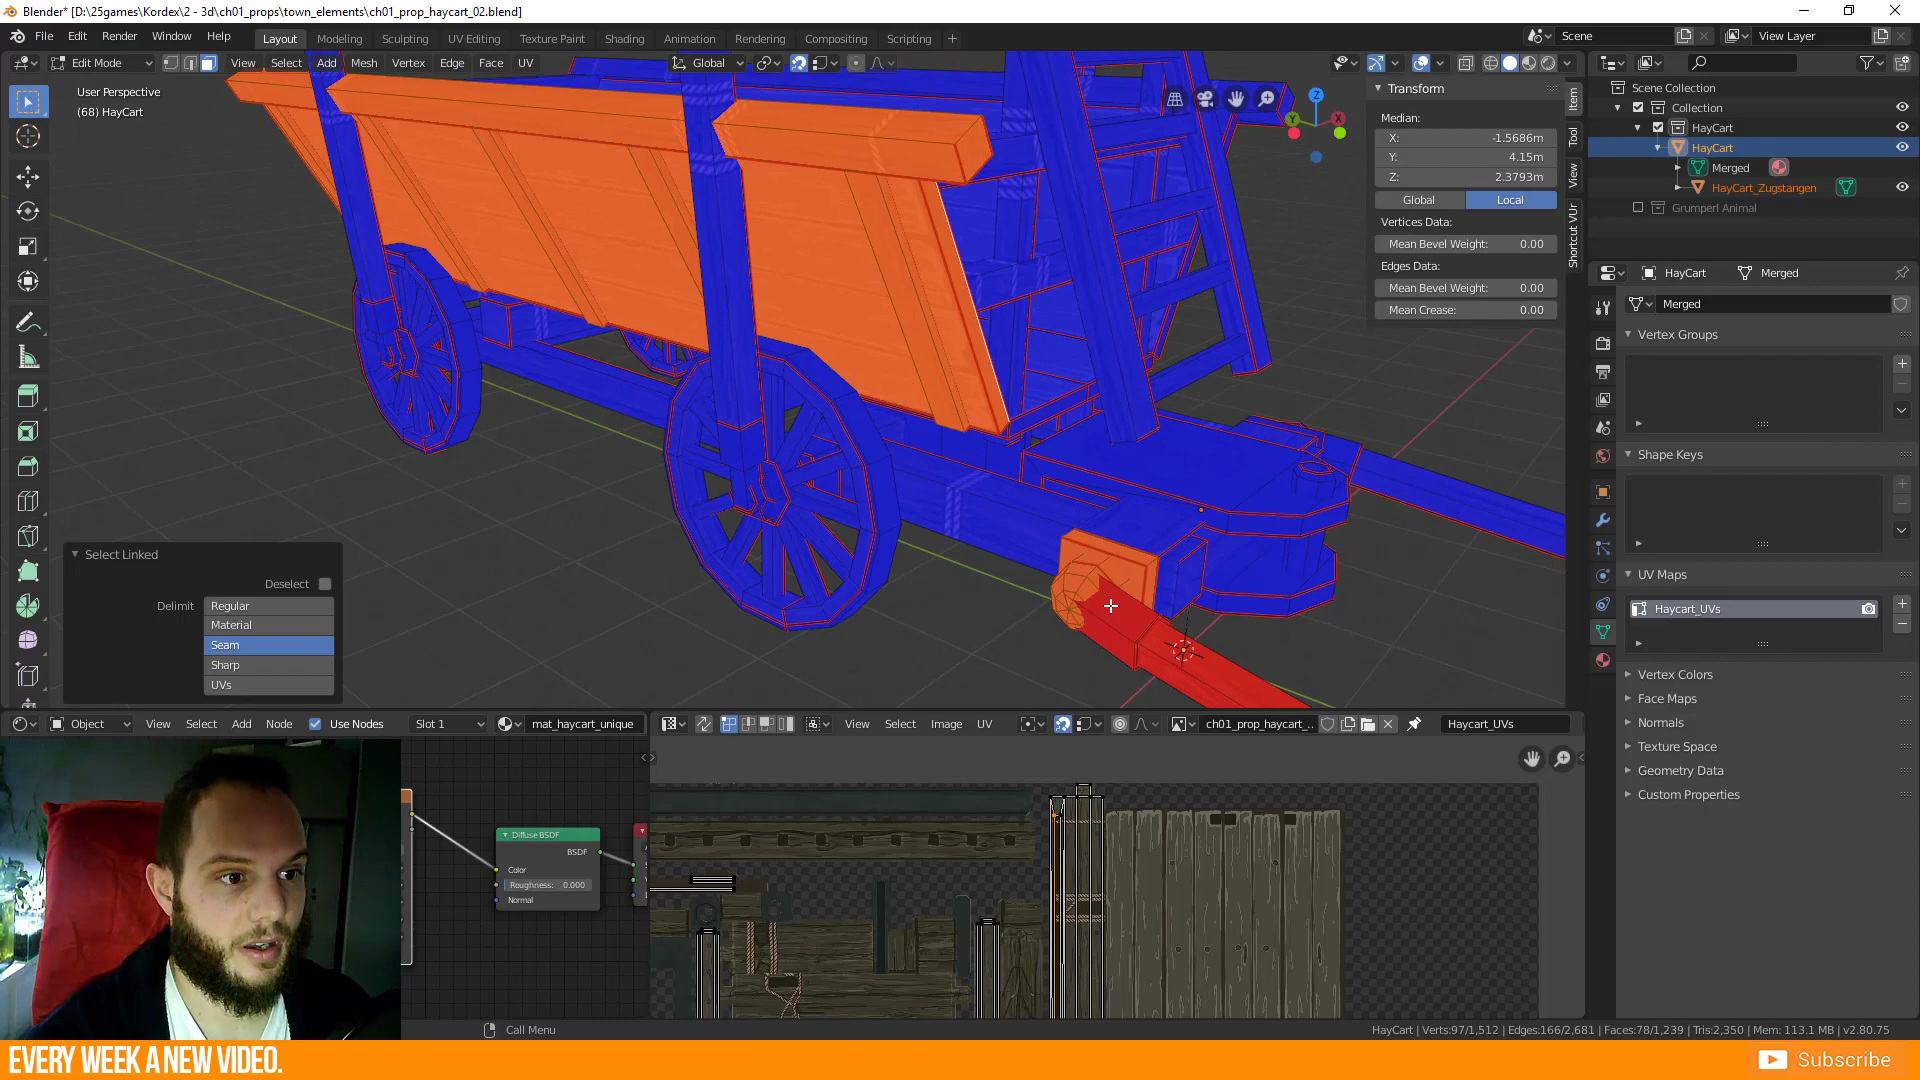 Blender* [D:\25games\Kordex\2 - 3d\ch01_props\town_elements\ch01_prop_haycart_02.blend]
File Edit Render Window Help
Layout Modeling Sculpting UV Editing Texture Paint Shading Animation Rendering Compositing Scripting
Scene
View Layer
Edit Mode View Select Add Mesh Vertex Edge Face UV
Global
User Perspective
(68) HayCart
Transform
Median:
X: -1.5686m
Y: 4.15m
Z: 2.3793m
Global Local
Vertices Data:
Mean Bevel Weight: 0.00
Edges Data:
Mean Bevel Weight: 0.00
Mean Crease: 0.00
Item
Tool
View
Shortcut VUr
Z
Y
X
Scene Collection
Collection
HayCart
HayCart
Merged
HayCart_Zugstangen
Grumperl Animal
HayCart Merged
Merged
Vertex Groups
Shape Keys
UV Maps
Haycart_UVs
Vertex Colors
Face Maps
Normals
Texture Space
Geometry Data
Custom Properties
Select Linked
Deselect
Delimit Regular
Material
Seam
Sharp
UVs
Object View Select Add Node Use Nodes Slot 1 mat_haycart_unique
View Select Image UV
ch01_prop_haycart_..
Haycart_UVs
Diffuse BSDF
BSDF
Color
Roughness: 0.000
Normal
Call Menu
HayCart | Verts:97/1,512 | Edges:166/2,681 | Faces:78/1,239 | Tris:2,350 | Mem: 113.1 MB | v2.80.75
EVERY WEEK A NEW VIDEO.
Subscribe